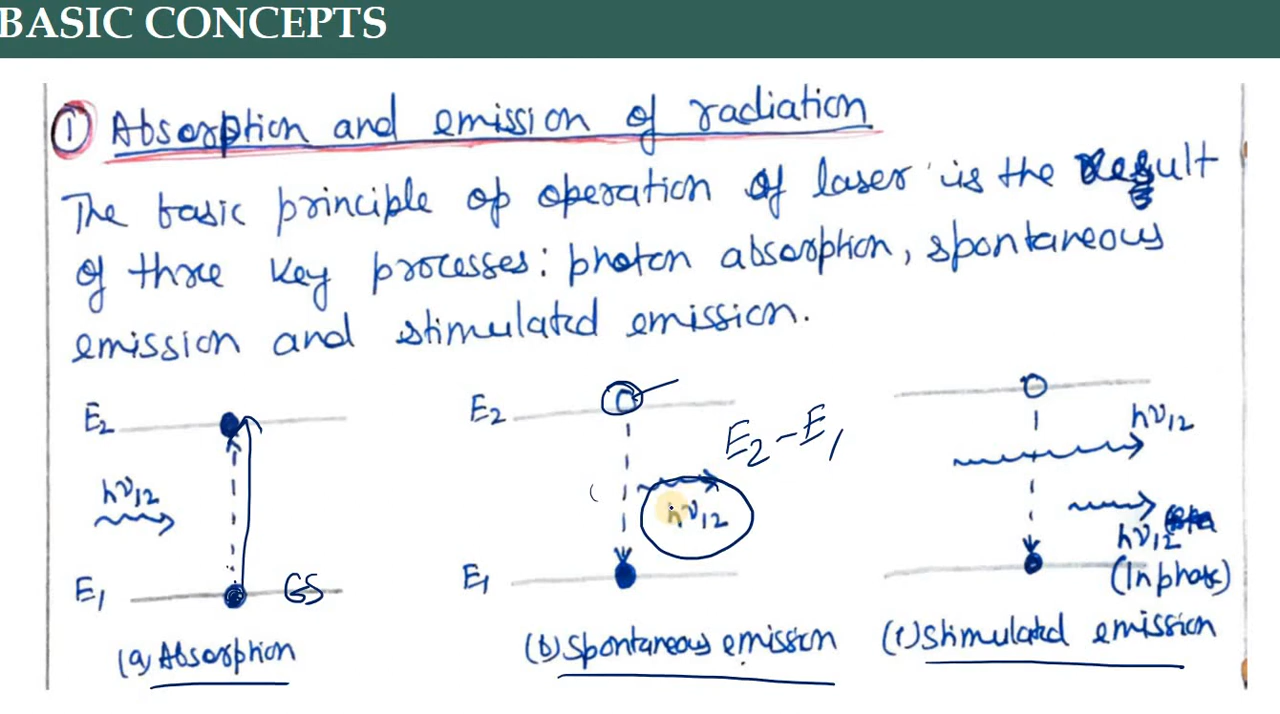 BASIC CONCEPTS
① Absorption and emission of radiation
The basic principle of operation of laser is the result
of three key processes: photon absorption, spontaneous
emission and stimulated emission.
E₂
hν₁₂
E₁
GS
(a) Absorption
E₂
E₂-E₁
hν₁₂
E₁
(b) Spontaneous emission
hν₁₂
hν₁₂
(In phase)
(c) Stimulated emission